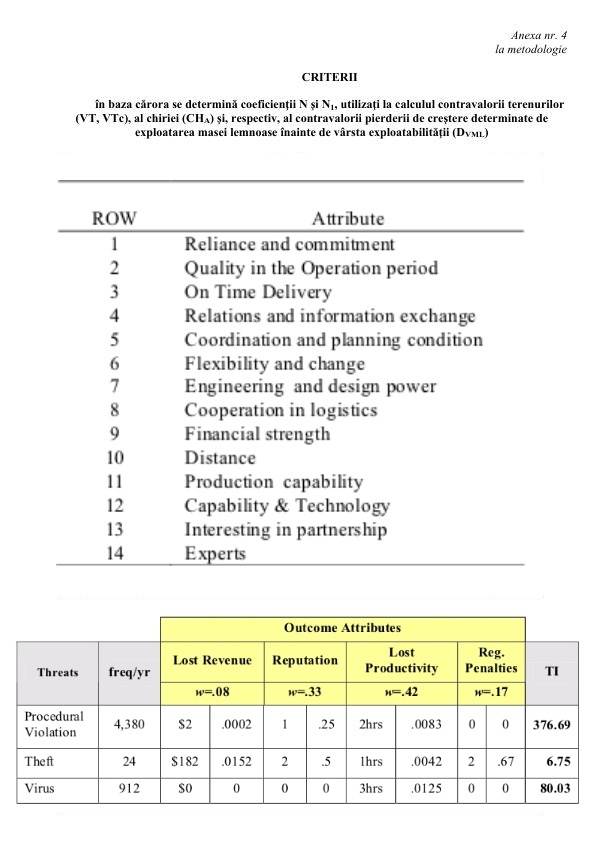 Anexa nr. 4
la metodologie
CRITERII
în baza cărora se determină coeficienţii N şi N1, utilizaţi la calculul contravalorii terenurilor
(VT, VTc), al chiriei (CHA) şi, respectiv, al contravalorii pierderii de creştere determinate de
exploatarea masei lemnoase înainte de vârsta exploatabilităţii (DVML)
ROW Attribute
1 Reliance and commitment
2 Quality in the Operation period
3 On Time Delivery
4 Relations and information exchange
5 Coordination and planning condition
6 Flexibility and change
7 Engineering and design power
8 Cooperation in logistics
9 Financial strength
10 Distance
11 Production capability
12 Capability & Technology
13 Interesting in partnership
14 Experts
Outcome Attributes
Threats freq/yr Lost Revenue Reputation Lost Productivity Reg. Penalties TI
w=.08 w=.33 w=.42 w=.17
Procedural Violation 4,380 $2 .0002 1 .25 2hrs .0083 0 0 376.69
Theft 24 $182 .0152 2 .5 1hrs .0042 2 .67 6.75
Virus 912 $0 0 0 0 3hrs .0125 0 0 80.03